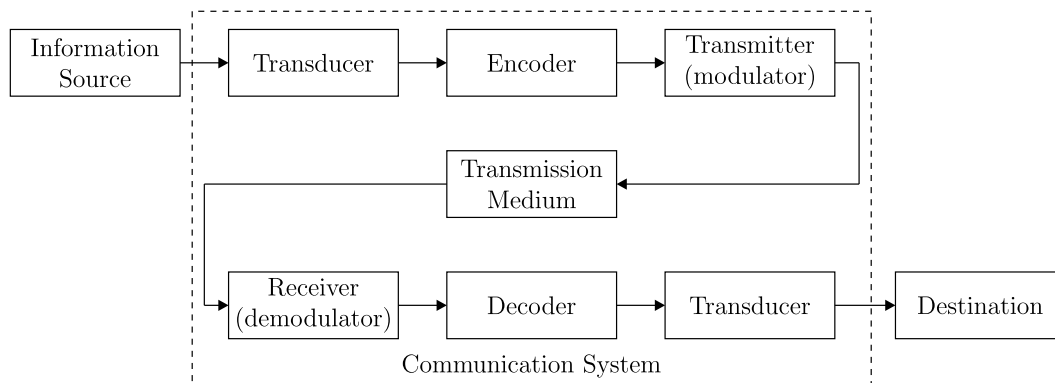 Information
Source
Transducer
Encoder
Transmitter
(modulator)
Transmission
Medium
Receiver
(demodulator)
Decoder
Transducer
Destination
Communication System